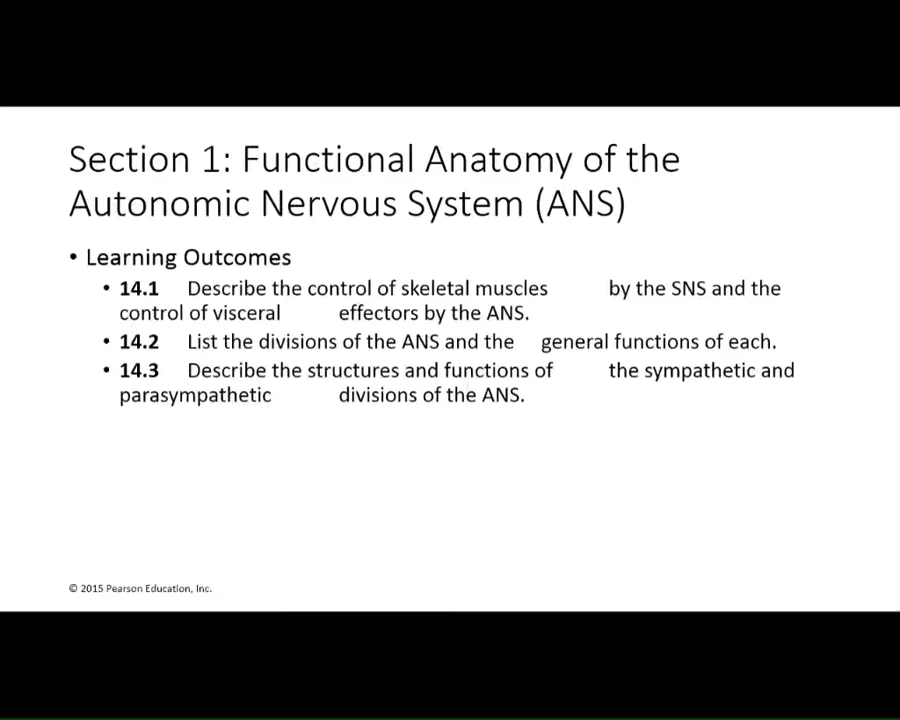 Section 1: Functional Anatomy of the
Autonomic Nervous System (ANS)
• Learning Outcomes
• 14.1 Describe the control of skeletal muscles by the SNS and the
control of visceral effectors by the ANS.
• 14.2 List the divisions of the ANS and the general functions of each.
• 14.3 Describe the structures and functions of the sympathetic and
parasympathetic divisions of the ANS.
© 2015 Pearson Education, Inc.